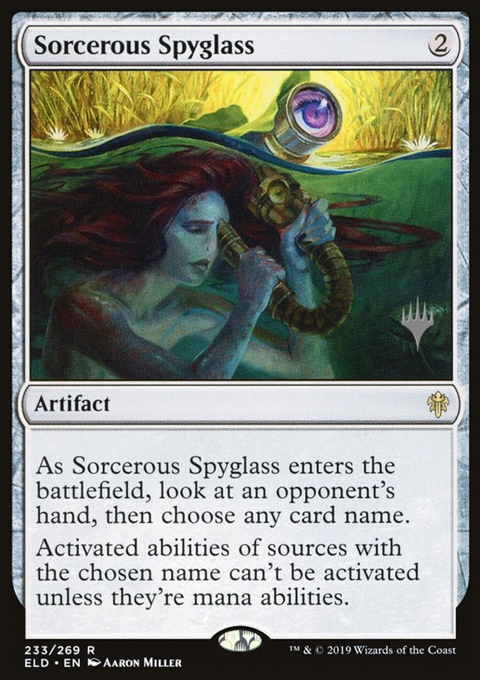 Sorcerous Spyglass 2
Artifact
As Sorcerous Spyglass enters the
battlefield, look at an opponent's
hand, then choose any card name.
Activated abilities of sources with
the chosen name can't be activated
unless they're mana abilities.
233/269 R ™ & © 2019 Wizards of the Coast
ELD • EN Aaron Miller